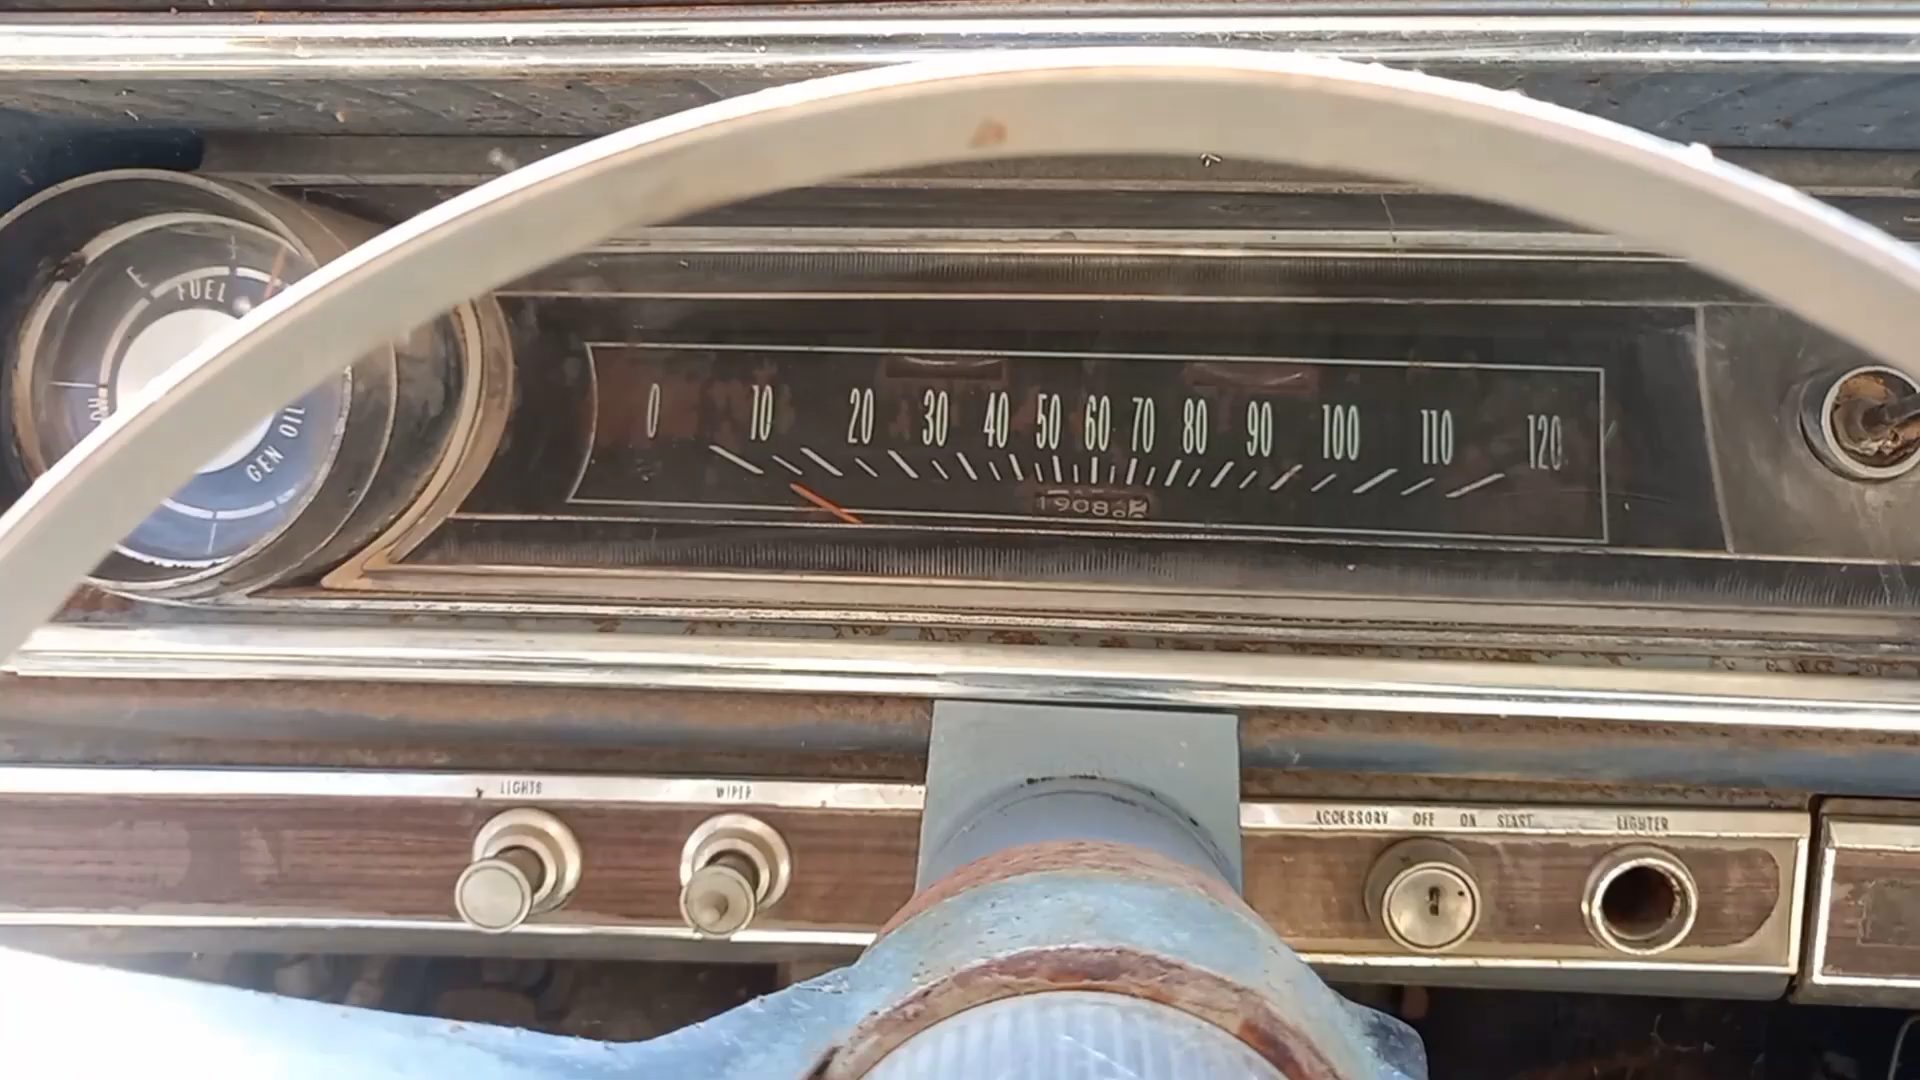 E
FUEL
GEN OIL
0 10 20 30 40 50 60 70 80 90 100 110 120
LIGHTS WIPER
ACCESSORY OFF ON START LIGHTER